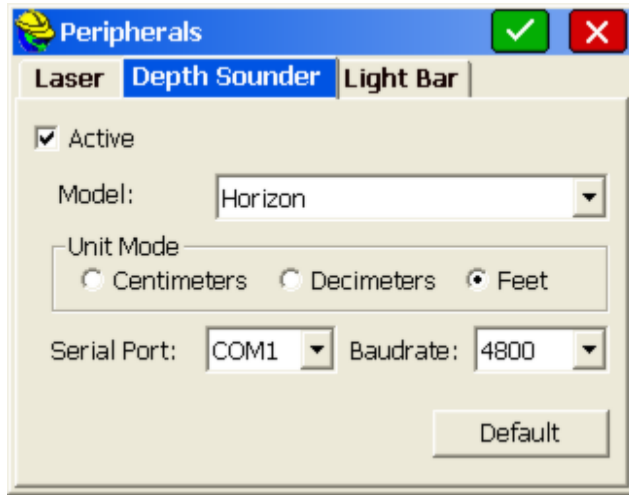 Peripherals
Laser Depth Sounder Light Bar
Active
Model: Horizon
Unit Mode
Centimeters Decimeters Feet
Serial Port: COM1 Baudrate: 4800
Default